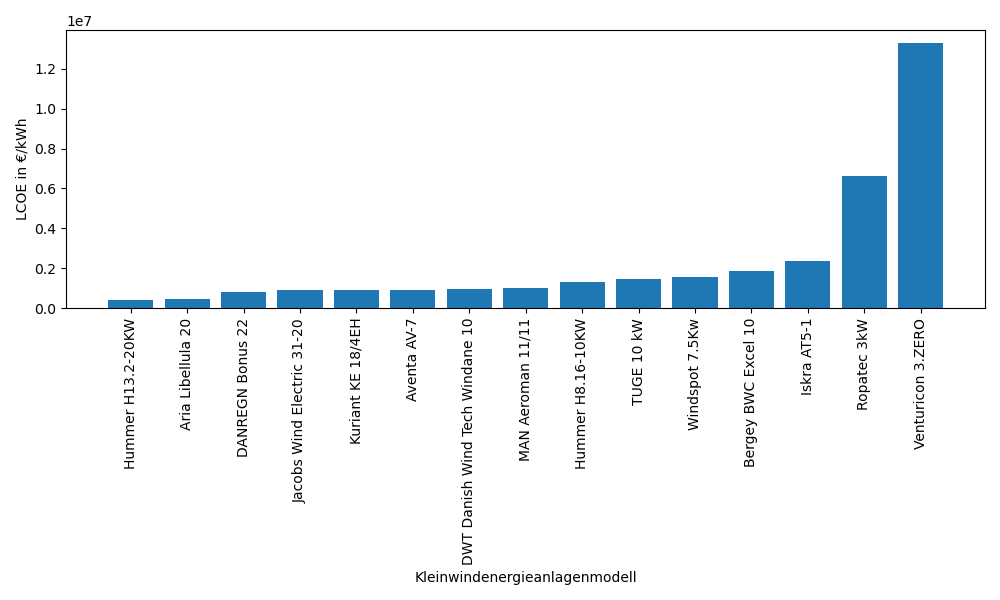 1e7
LCOE in €/kWh
1.2
1.0
0.8
0.6
0.4
0.2
0.0
Hummer H13.2-20KW
Aria Libellula 20
DANREGN Bonus 22
Jacobs Wind Electric 31-20
Kuriant KE 18/4EH
Aventa AV-7
DWT Danish Wind Tech Windane 10
MAN Aeroman 11/11
Hummer H8.16-10KW
TUGE 10 kW
Windspot 7.5Kw
Bergey BWC Excel 10
Iskra AT5-1
Ropatec 3kW
Venturicon 3.ZERO
Kleinwindenergieanlagenmodell